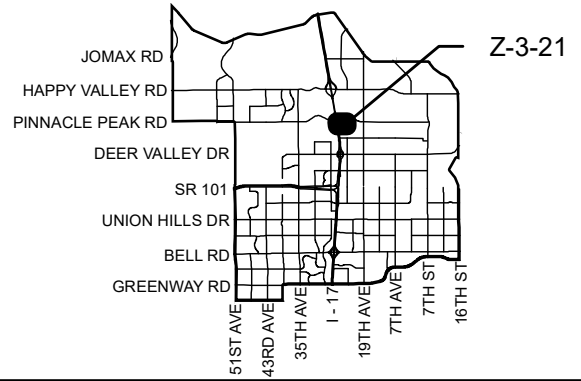 Z-3-21
JOMAX RD
HAPPY VALLEY RD
PINNACLE PEAK RD
DEER VALLEY DR
SR 101
UNION HILLS DR
BELL RD
GREENWAY RD
51ST AVE
43RD AVE
35TH AVE
I - 17
19TH AVE
7TH AVE
7TH ST
16TH ST